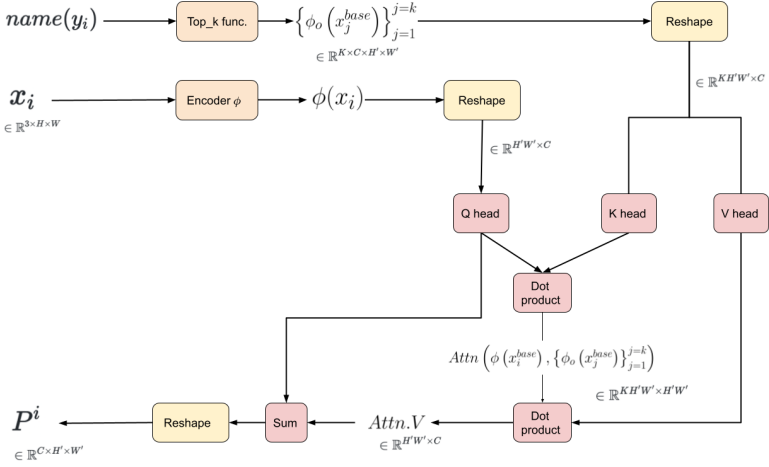 name(y_i)
Top_k func.
{ϕ_o (x_j^{base})}_{j=1}^{j=k}
∈ ℝ^{K×C×H'×W'}
Reshape
∈ ℝ^{KH'W'×C}
x_i
∈ ℝ^{3×H×W}
Encoder ϕ
ϕ(x_i)
Reshape
∈ ℝ^{H'W'×C}
Q head
K head
V head
Dot
product
Attn (ϕ (x_i^{base}) , {ϕ_o (x_j^{base})}_{j=1}^{j=k})
∈ ℝ^{KH'W'×H'W'}
P^i
∈ ℝ^{C×H'×W'}
Reshape
Sum
Attn.V
∈ ℝ^{H'W'×C}
Dot
product